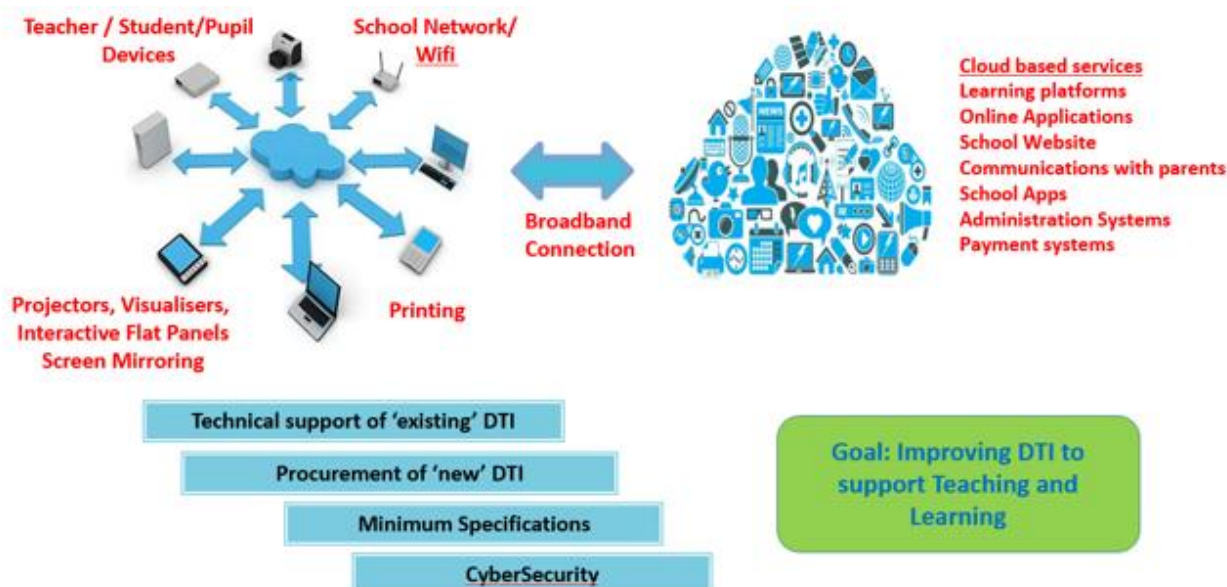 Teacher / Student/Pupil
Devices
School Network/
Wifi
Projectors, Visualisers,
Interactive Flat Panels
Screen Mirroring
Printing
Broadband
Connection
NEWS
Cloud based services
Learning platforms
Online Applications
School Website
Communications with parents
School Apps
Administration Systems
Payment systems
Technical support of ‘existing’ DTI
Procurement of ‘new’ DTI
Minimum Specifications
CyberSecurity
Goal: Improving DTI to
support Teaching and
Learning